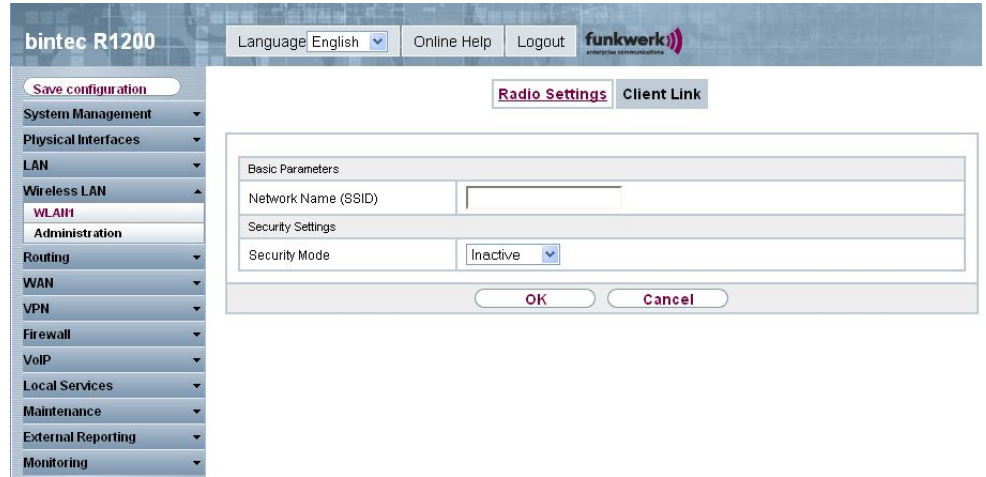 bintec R1200
Language English Online Help Logout funkwerk
enterprise communications
Save configuration
System Management
Physical Interfaces
LAN
Wireless LAN
WLAN1
Administration
Routing
WAN
VPN
Firewall
VoIP
Local Services
Maintenance
External Reporting
Monitoring
Radio Settings Client Link
Basic Parameters
Network Name (SSID)
Security Settings
Security Mode Inactive
OK Cancel